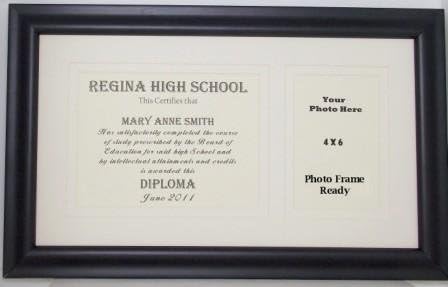 REGINA HIGH SCHOOL
This Certifies that
MARY ANNE SMITH
Has satisfactorily completed the course
of study prescribed by the Board of
Education for said high School and
by intellectual attainments and credits
is awarded this
DIPLOMA
June 2011
Your
Photo Here
4 X 6
Photo Frame
Ready